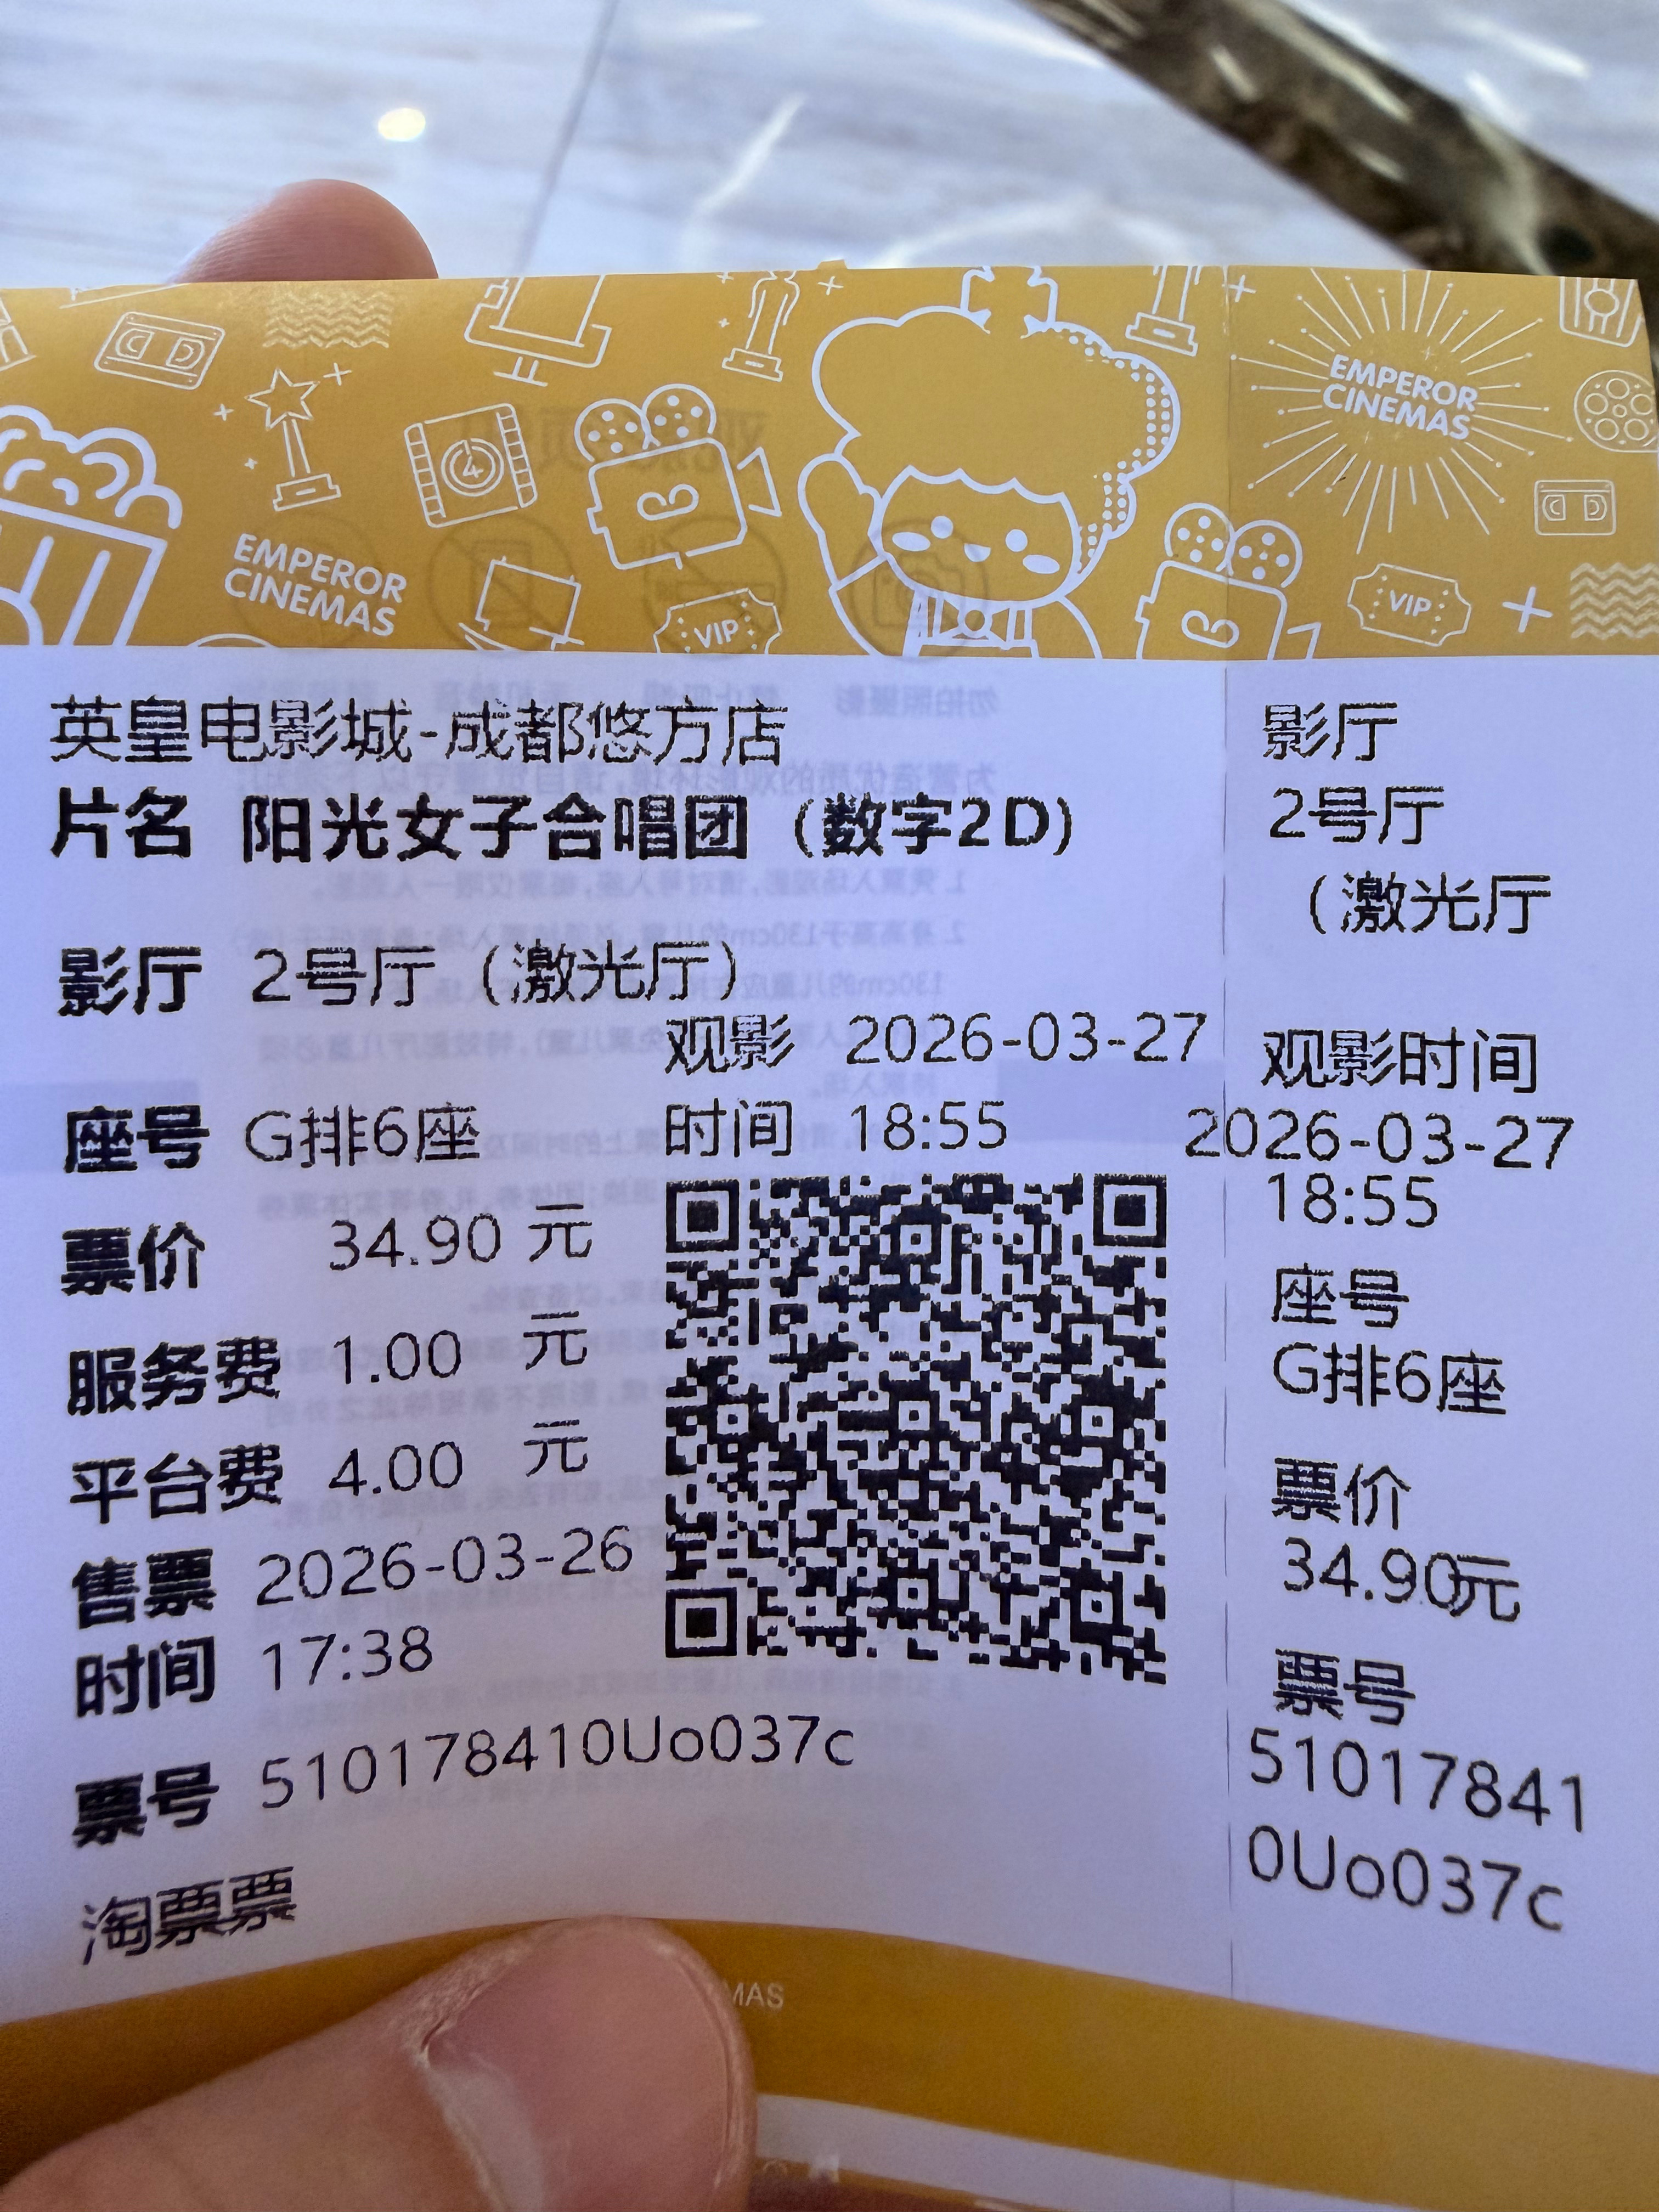 EMPEROR
CINEMAS
4
EMPEROR
CINEMAS
VIP
VIP
英皇电影城-成都悠方店
片名 阳光女子合唱团（数字2D）
影厅 2号厅（激光厅）
观影 2026-03-27
座号 G排6座 时间 18:55
票价 34.90 元
服务费 1.00 元
平台费 4.00 元
售票 2026-03-26
时间 17:38
票号 510178410Uo037c
淘票票
MAS
影厅
2号厅
（激光厅
观影时间
2026-03-27
18:55
座号
G排6座
票价
34.90元
票号
51017841
0Uo037c